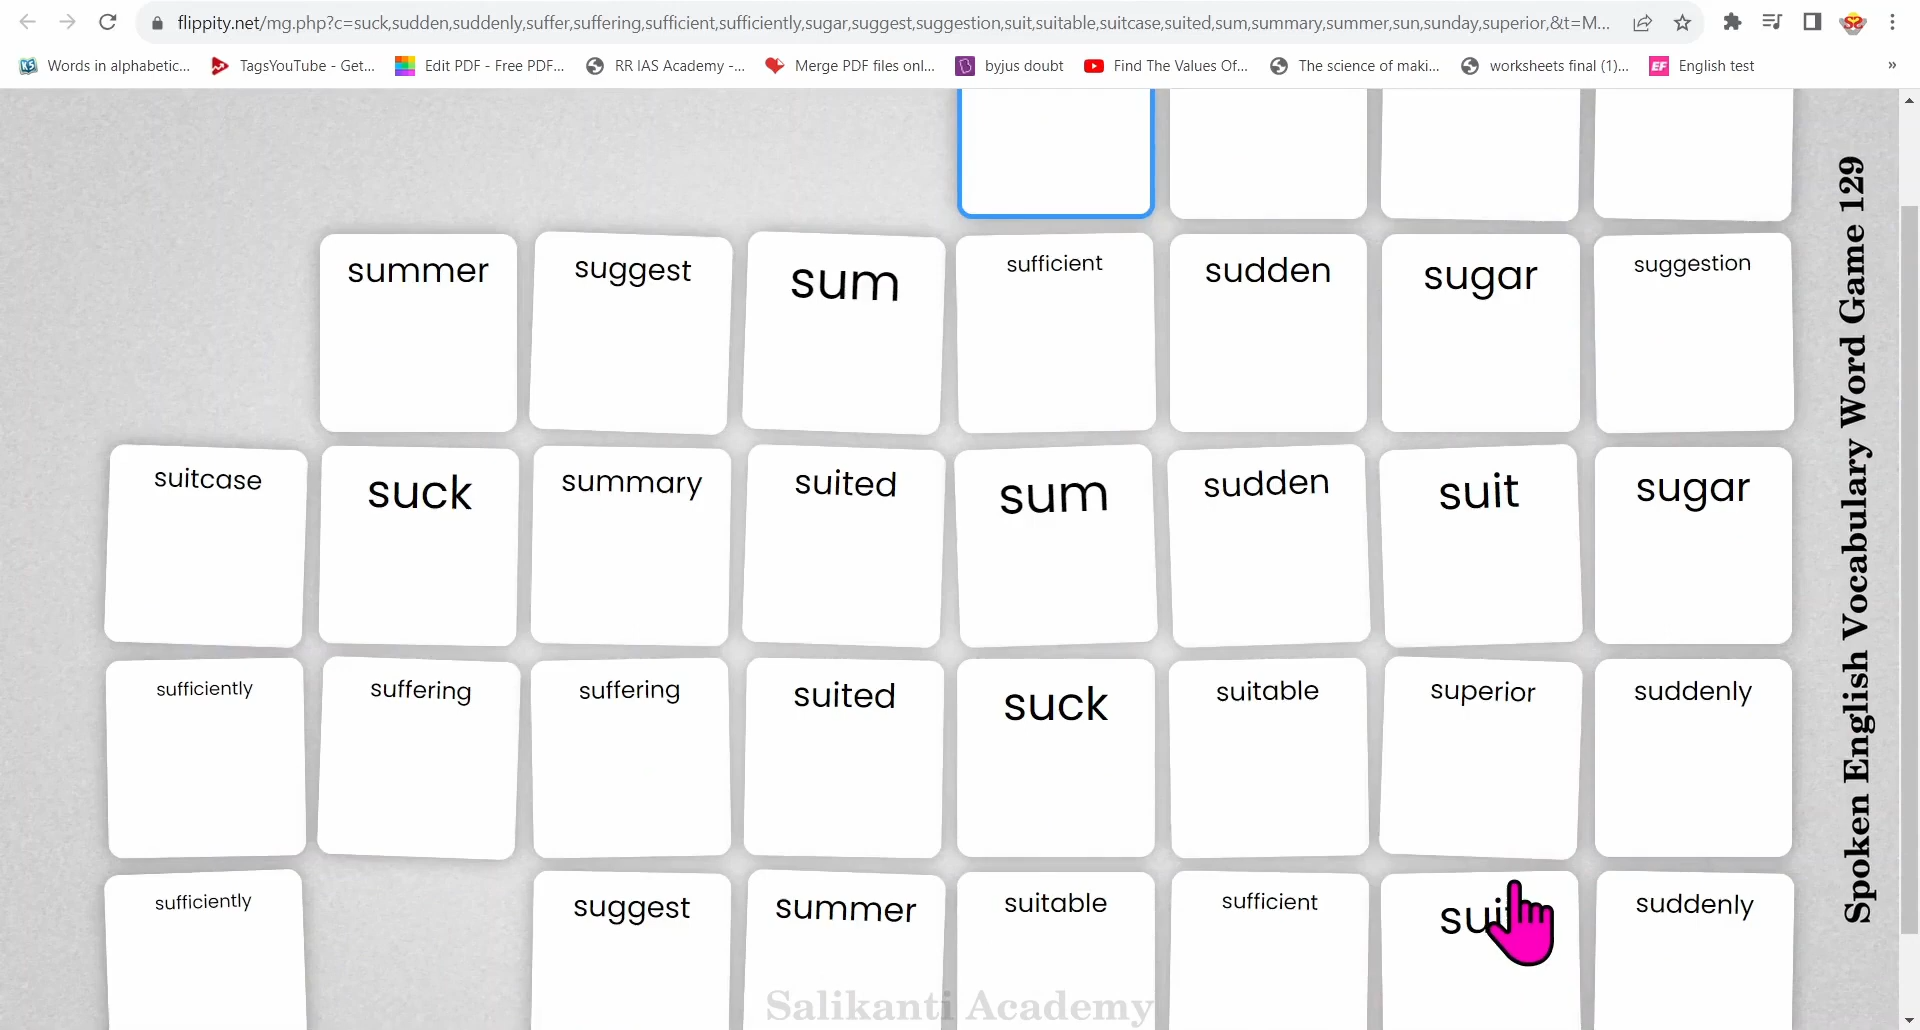 flippity.net/mg.php?c=suck,sudden,suddenly,suffer,suffering,sufficient,sufficiently,sugar,suggest,suggestion,suit,suitable,suitcase,suited,sum,summary,summer,sun,sunday,superior,&t=M...
Words in alphabetic... TagsYouTube - Get... Edit PDF - Free PDF... RR IAS Academy -... Merge PDF files onl... byjus doubt Find The Values Of... The science of maki... worksheets final (1)... EF English test »
summer suggest sum sufficient sudden sugar suggestion
suitcase suck summary suited sum sudden suit sugar
sufficiently suffering suffering suited suck suitable superior suddenly
sufficiently suggest summer suitable sufficient suit suddenly
Spoken English Vocabulary Word Game 129
Salikanti Academy